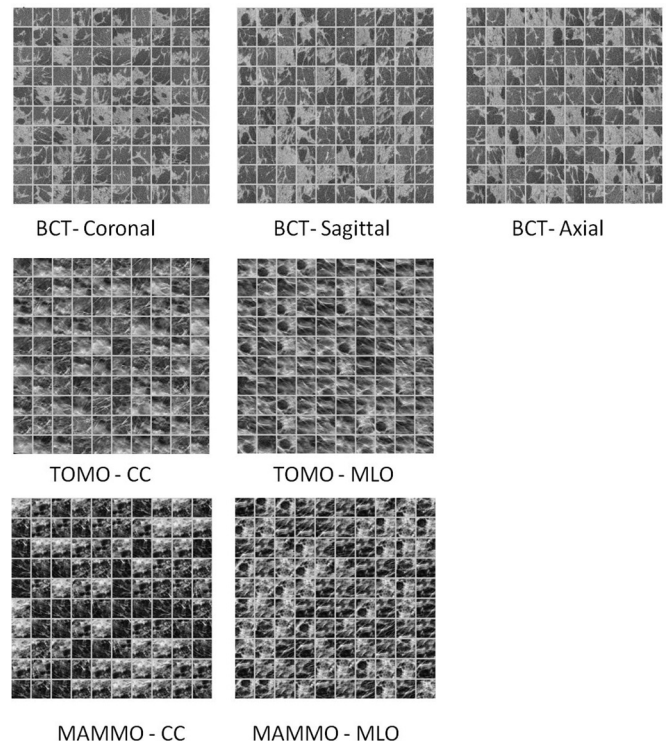 BCT- Coronal
BCT- Sagittal
BCT- Axial
TOMO - CC
TOMO - MLO
MAMMO - CC
MAMMO - MLO